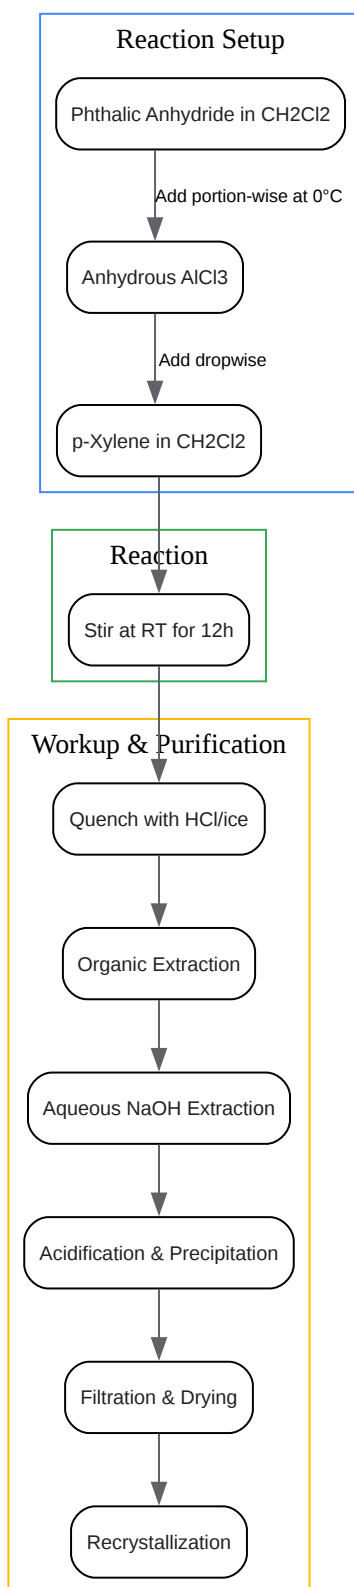 Reaction Setup
Phthalic Anhydride in CH2Cl2
Add portion-wise at 0°C
Anhydrous AlCl3
Add dropwise
p-Xylene in CH2Cl2
Reaction
Stir at RT for 12h
Workup & Purification
Quench with HCl/ice
Organic Extraction
Aqueous NaOH Extraction
Acidification & Precipitation
Filtration & Drying
Recrystallization